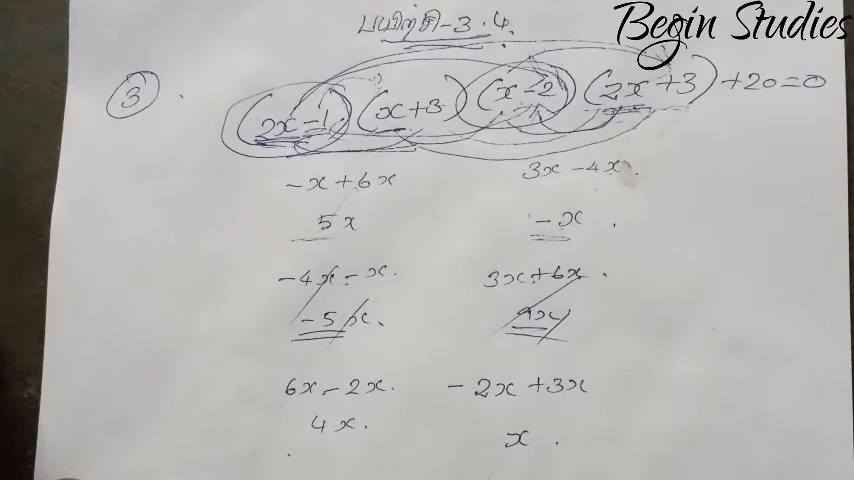 Begin Studies
பயிற்சி-3.4.
3. (2x-1)(x+3)(x-2)(2x+3)+20=0
-x+6x 3x-4x.
5x -x.
-4x-x. 3x+6x.
-5x. 9x
6x-2x. -2x+3x
4x. x.